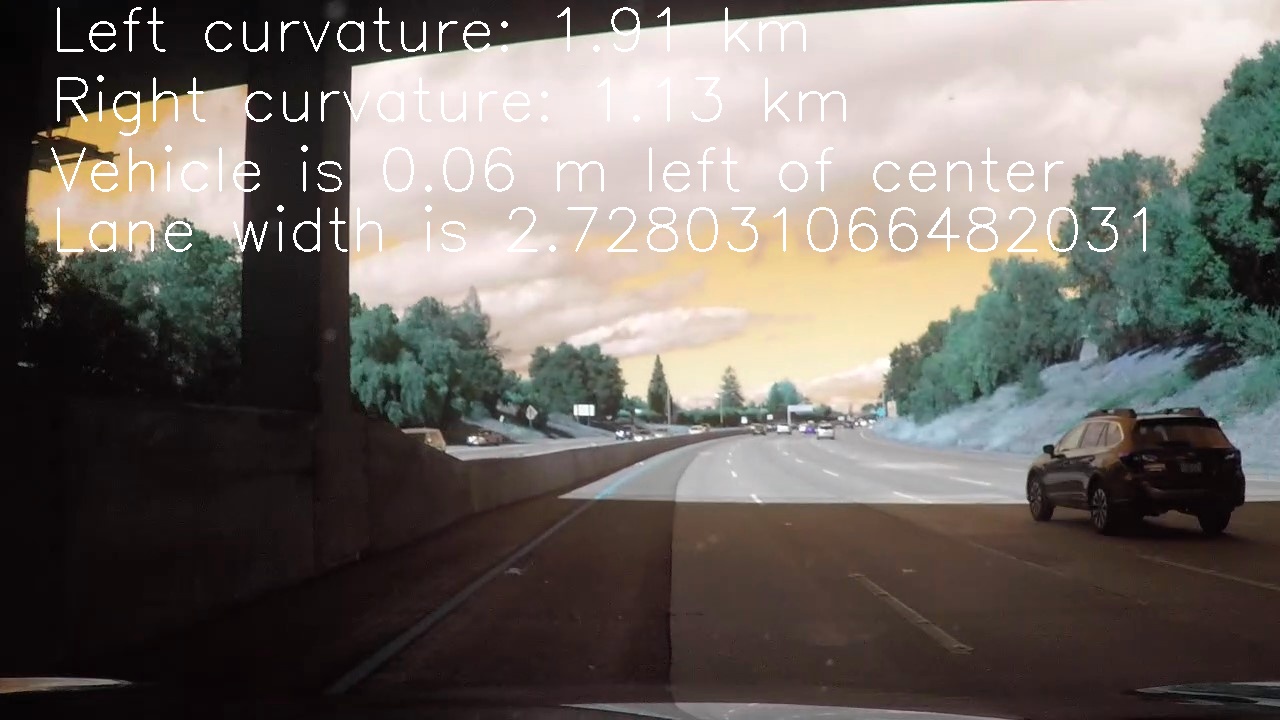 Left curvature: 1.91 km
Right curvature: 1.13 km
Vehicle is 0.06 m left of center
Lane width is 2.728031066482031